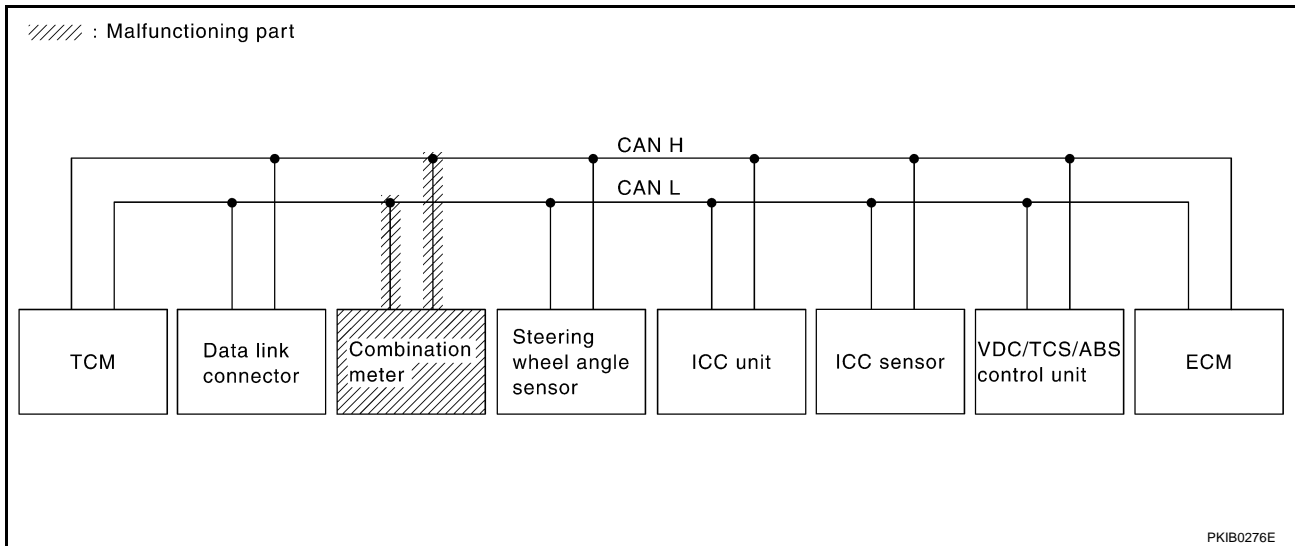 : Malfunctioning part
CAN H
CAN L
TCM
Data link
connector
Combination
meter
Steering
wheel angle
sensor
ICC unit
ICC sensor
VDC/TCS/ABS
control unit
ECM
PKIB0276E